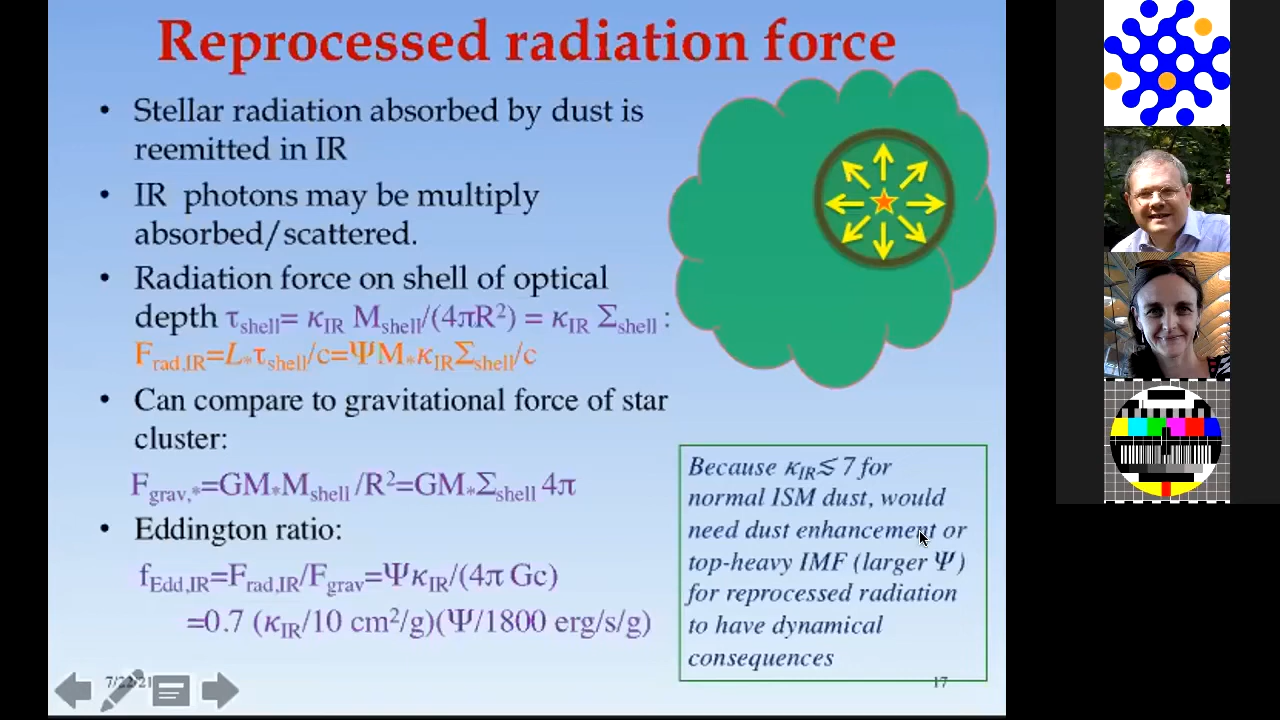 Reprocessed radiation force
• Stellar radiation absorbed by dust is
reemitted in IR
• IR photons may be multiply
absorbed/scattered.
• Radiation force on shell of optical
depth τ_shell= κ_IR M_shell/(4πR²) = κ_IR Σ_shell :
F_rad,IR=L*τ_shell/c=ΨM*κ_IRΣ_shell/c
• Can compare to gravitational force of star
cluster:
F_grav,*=GM*M_shell /R²=GM*Σ_shell 4π
• Eddington ratio:
f_Edd,IR=F_rad,IR/F_grav=Ψκ_IR/(4π Gc)
=0.7 (κ_IR/10 cm²/g)(Ψ/1800 erg/s/g)
Because κ_IR≲ 7 for
normal ISM dust, would
need dust enhancement or
top-heavy IMF (larger Ψ)
for reprocessed radiation
to have dynamical
consequences
7/22/21
17